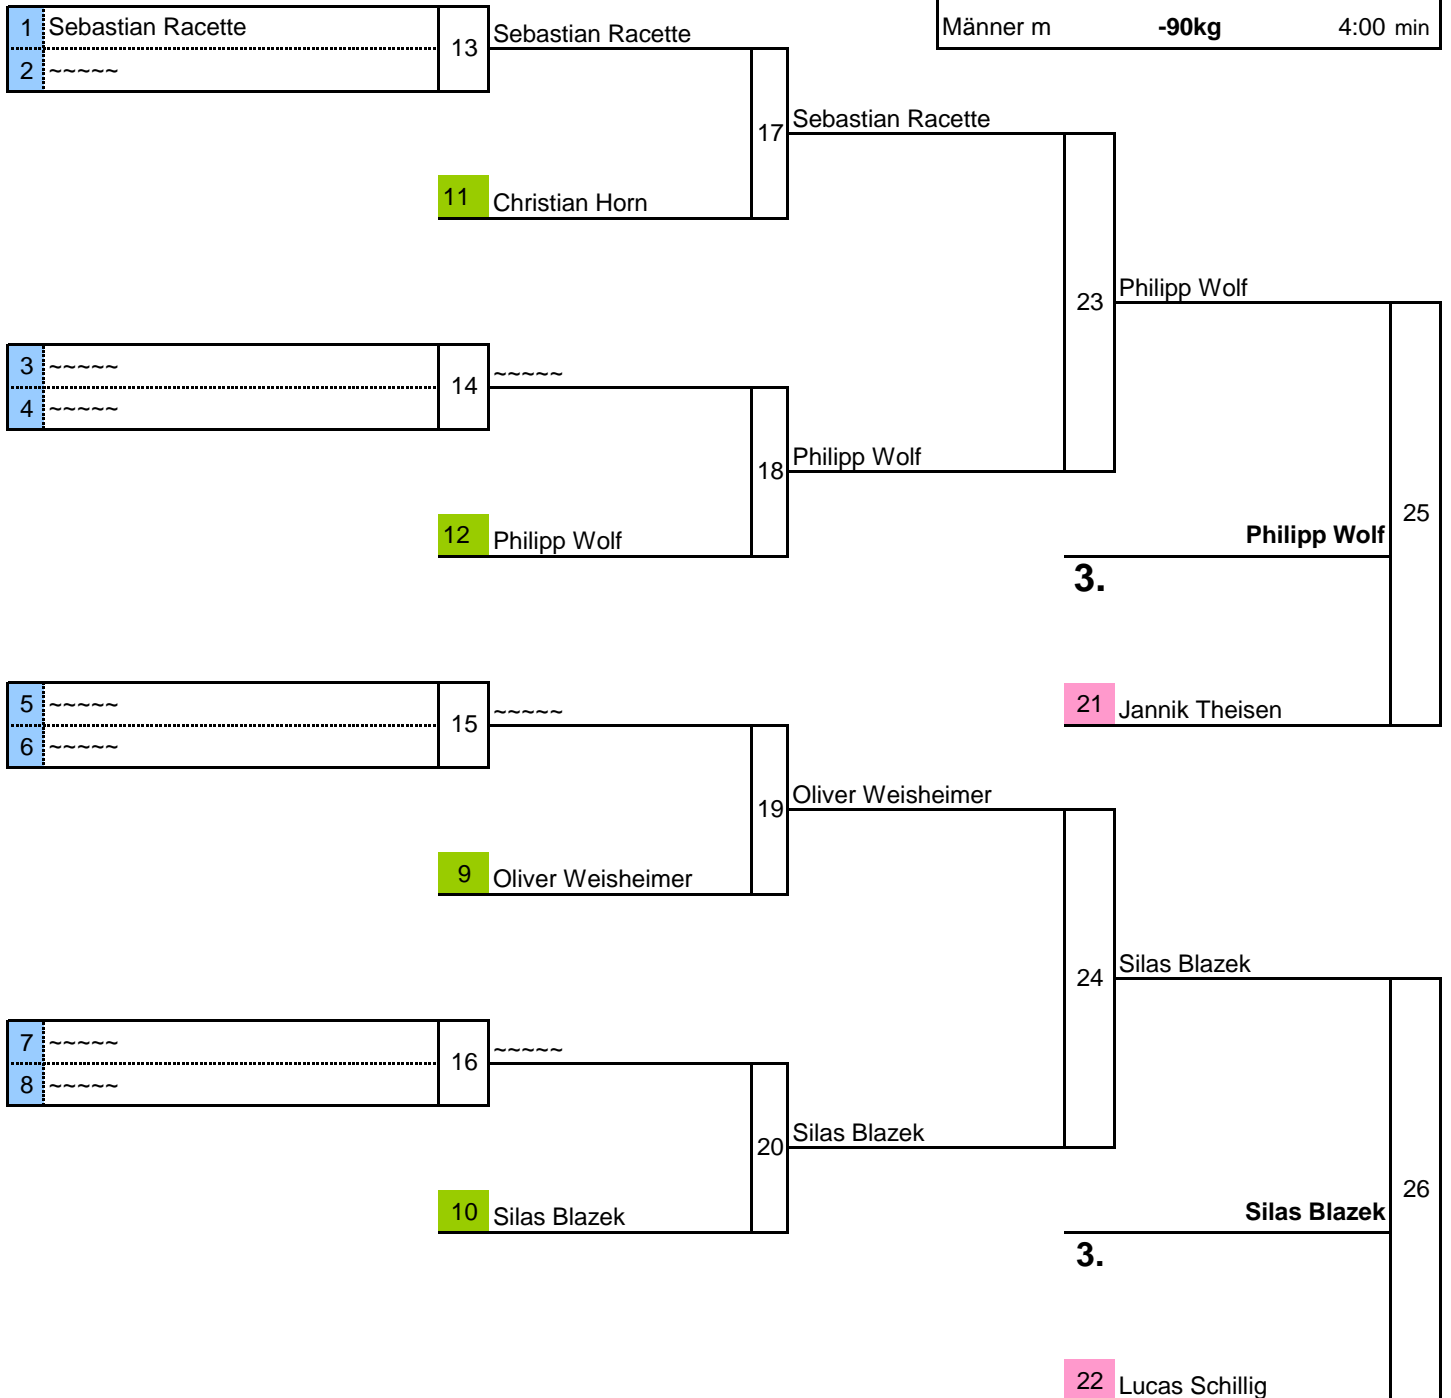 1 Sebastian Racette
2 ~~~~~
13 Sebastian Racette
Männer m -90kg 4:00 min
17 Sebastian Racette
11 Christian Horn
23 Philipp Wolf
3 ~~~~~
4 ~~~~~
14 ~~~~~
18 Philipp Wolf
12 Philipp Wolf
25
Philipp Wolf
3.
5 ~~~~~
6 ~~~~~
15 ~~~~~
21 Jannik Theisen
19 Oliver Weisheimer
9 Oliver Weisheimer
24 Silas Blazek
7 ~~~~~
8 ~~~~~
16 ~~~~~
20 Silas Blazek
10 Silas Blazek
26
Silas Blazek
3.
22 Lucas Schillig